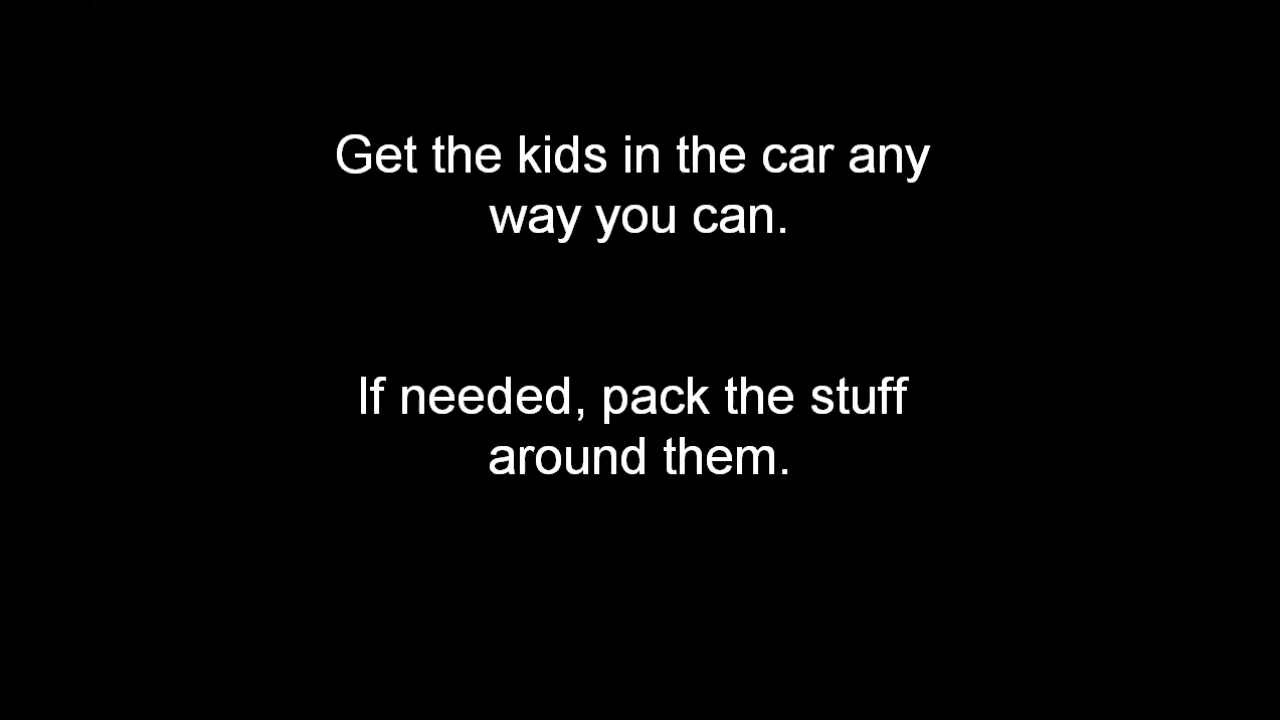 Get the kids in the car any
way you can.
If needed, pack the stuff
around them.